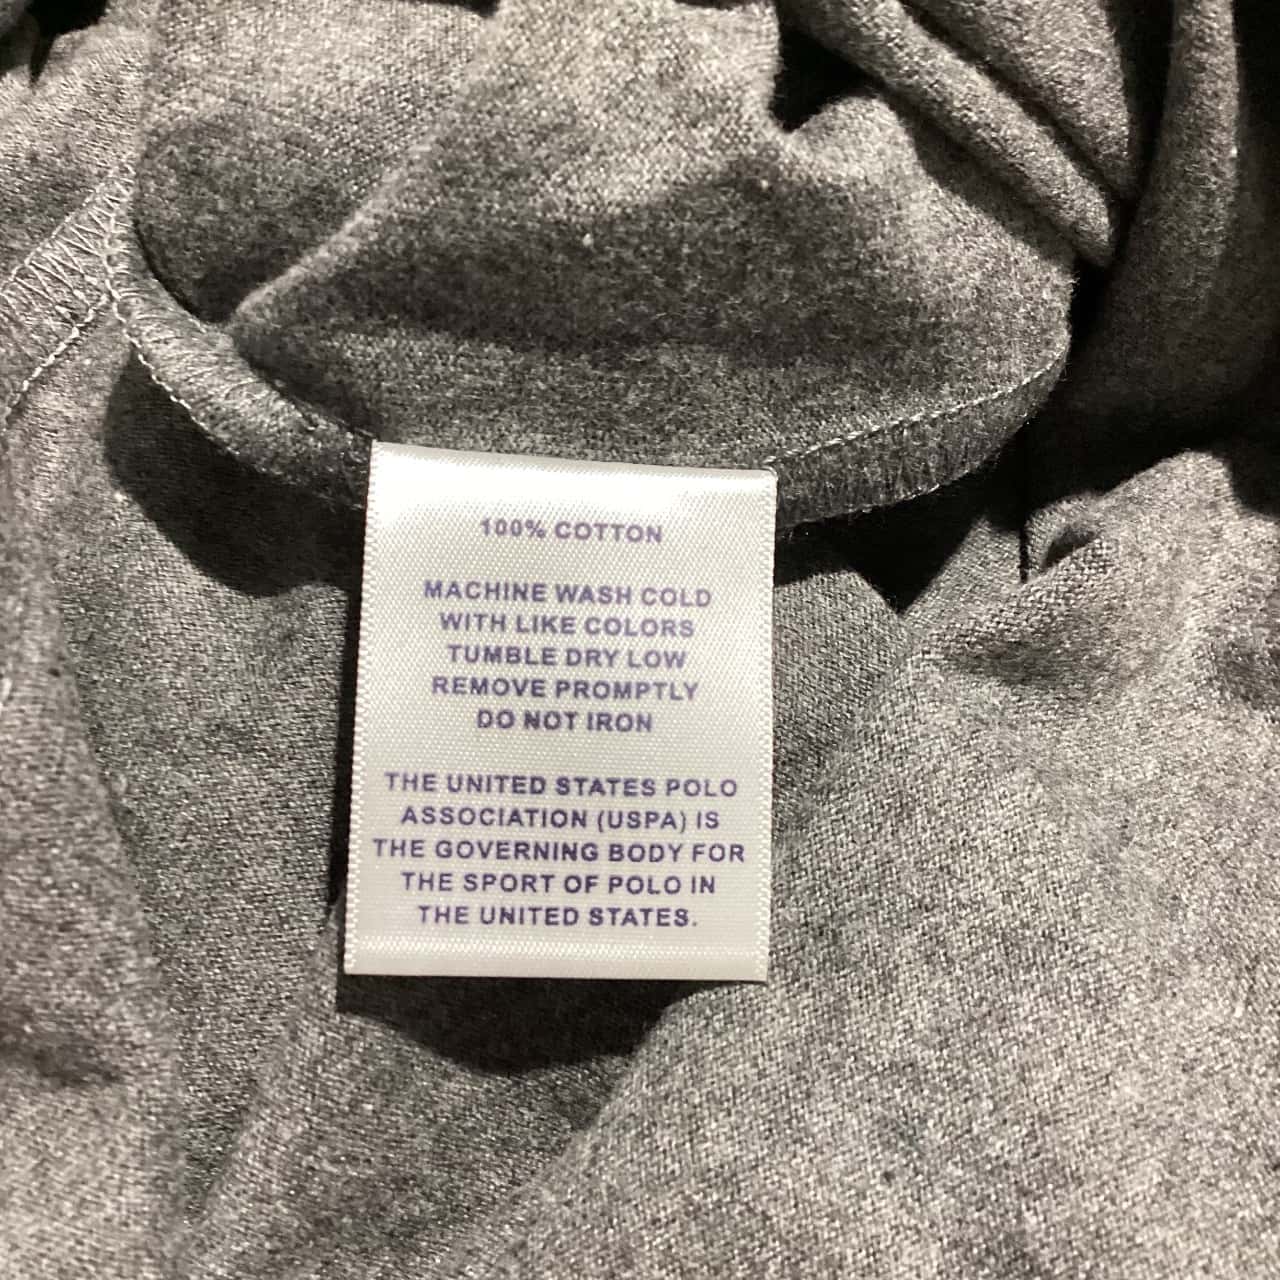 100% COTTON
MACHINE WASH COLD
WITH LIKE COLORS
TUMBLE DRY LOW
REMOVE PROMPTLY
DO NOT IRON
THE UNITED STATES POLO
ASSOCIATION (USPA) IS
THE GOVERNING BODY FOR
THE SPORT OF POLO IN
THE UNITED STATES.